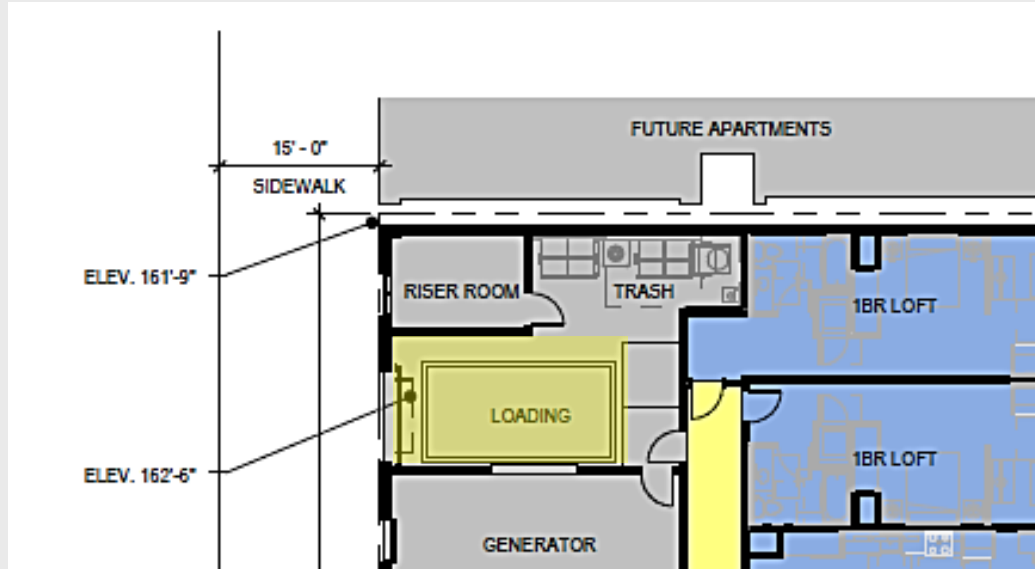 FUTURE APARTMENTS
15' - 0"
SIDEWALK
ELEV. 161'-9"
RISER ROOM
TRASH
1BR LOFT
LOADING
1BR LOFT
ELEV. 162'-6"
GENERATOR